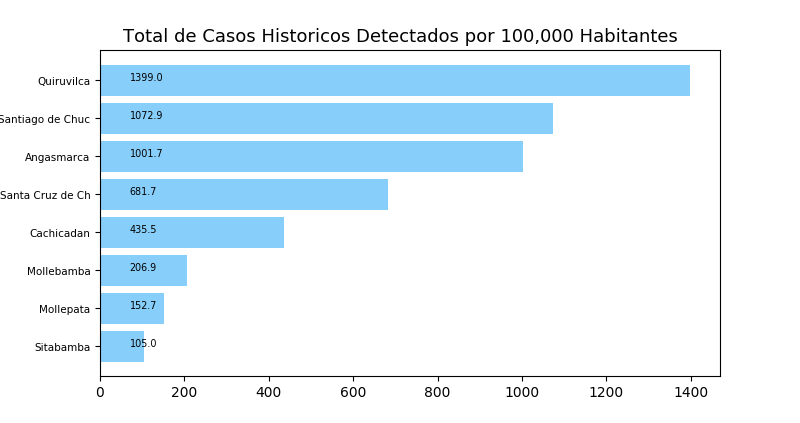 Total de Casos Historicos Detectados por 100,000 Habitantes
Quiruvilca 1399.0
Santiago de Chuc 1072.9
Angasmarca 1001.7
Santa Cruz de Ch 681.7
Cachicadan 435.5
Mollebamba 206.9
Mollepata 152.7
Sitabamba 105.0
0 200 400 600 800 1000 1200 1400